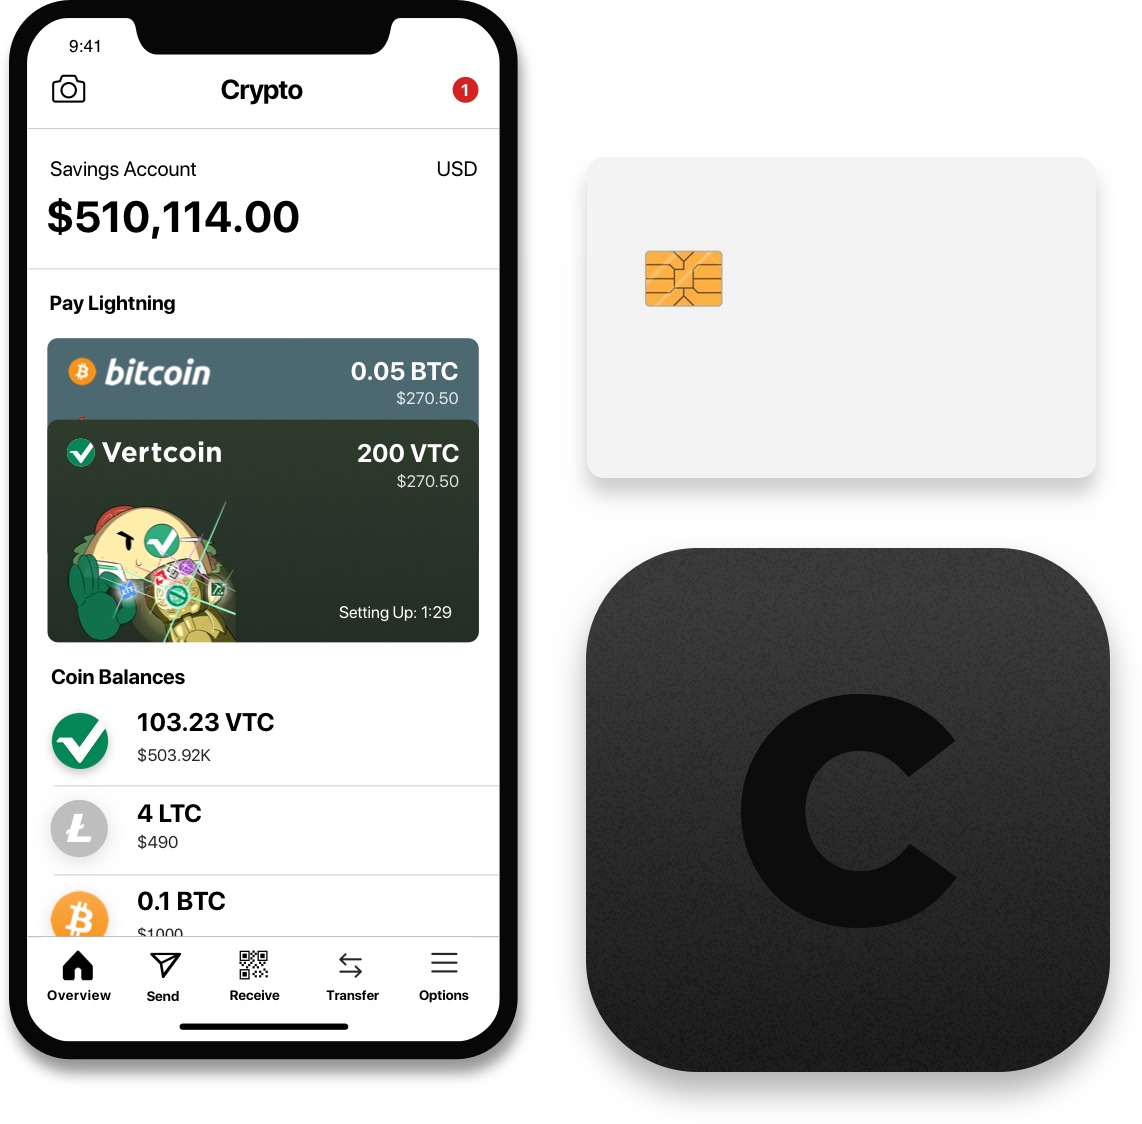 9:41
Crypto
1
Savings Account USD
$510,114.00
Pay Lightning
bitcoin 0.05 BTC
$270.50
Vertcoin 200 VTC
$270.50
Setting Up: 1:29
Coin Balances
103.23 VTC
$503.92K
4 LTC
$490
0.1 BTC
$1000
Overview Send Receive Transfer Options
C